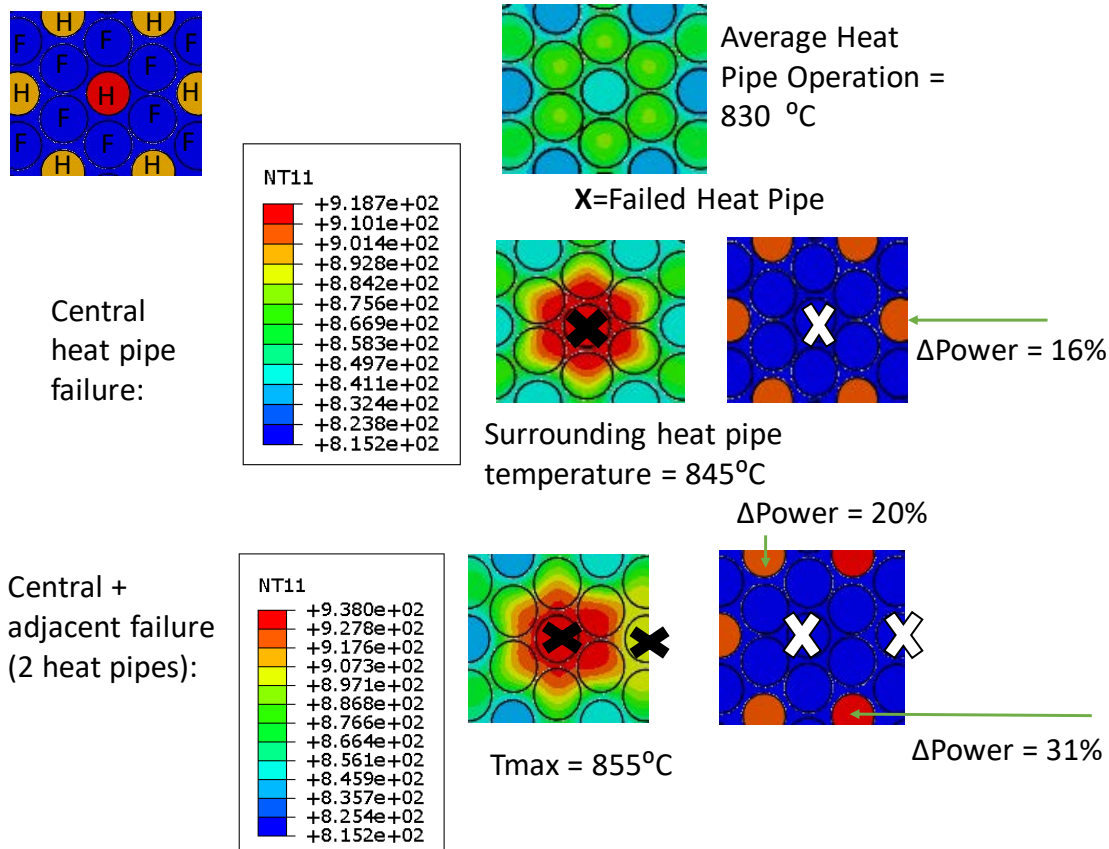 H H
F F F
F F
H H H
F F
F F F
H H
Average Heat
Pipe Operation =
830 ⁰C
X=Failed Heat Pipe
Central
heat pipe
failure:
NT11
+9.187e+02
+9.101e+02
+9.014e+02
+8.928e+02
+8.842e+02
+8.756e+02
+8.669e+02
+8.583e+02
+8.497e+02
+8.411e+02
+8.324e+02
+8.238e+02
+8.152e+02
X
X
ΔPower = 16%
Surrounding heat pipe
temperature = 845⁰C
ΔPower = 20%
Central +
adjacent failure
(2 heat pipes):
NT11
+9.380e+02
+9.278e+02
+9.176e+02
+9.073e+02
+8.971e+02
+8.868e+02
+8.766e+02
+8.664e+02
+8.561e+02
+8.459e+02
+8.357e+02
+8.254e+02
+8.152e+02
X X
X X
Tmax = 855⁰C
ΔPower = 31%